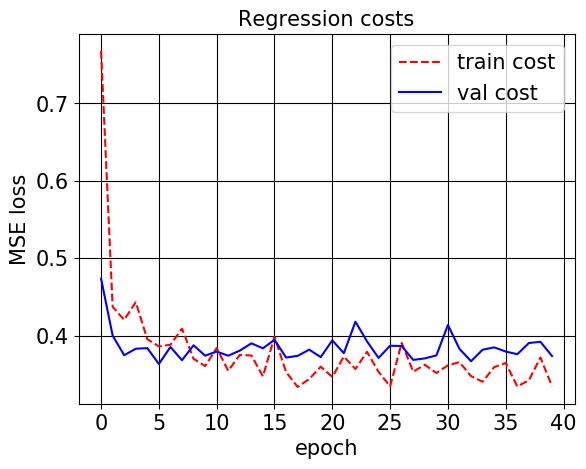 Regression costs
train cost
val cost
MSE loss
0.7
0.6
0.5
0.4
0 5 10 15 20 25 30 35 40
epoch